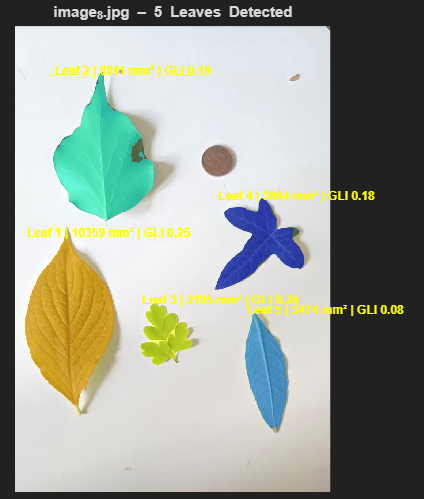 image₈.jpg – 5 Leaves Detected
Leaf 2 | mm² | GLI 0.19
Leaf 4 | mm² | GLI 0.18
Leaf 1 | 10359 mm² | GLI 0.25
Leaf 3 | mm² | GLI
Leaf 5 | mm² | GLI 0.08